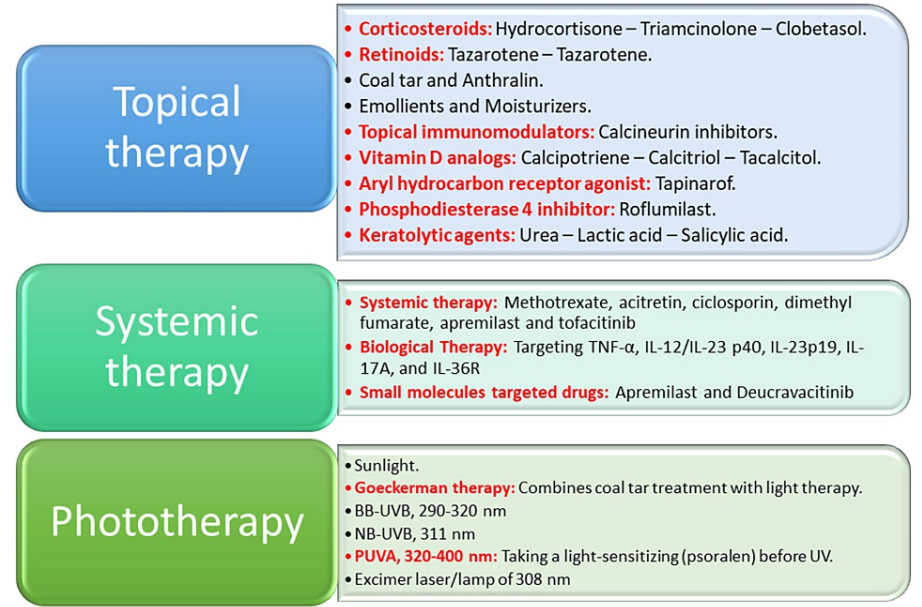 Topical
therapy
• Corticosteroids: Hydrocortisone – Triamcinolone – Clobetasol.
• Retinoids: Tazarotene – Tazarotene.
• Coal tar and Anthralin.
• Emollients and Moisturizers.
• Topical immunomodulators: Calcineurin inhibitors.
• Vitamin D analogs: Calcipotriene – Calcitriol – Tacalcitol.
• Aryl hydrocarbon receptor agonist: Tapinarof.
• Phosphodiesterase 4 inhibitor: Roflumilast.
• Keratolytic agents: Urea – Lactic acid – Salicylic acid.
Systemic
therapy
• Systemic therapy: Methotrexate, acitretin, ciclosporin, dimethyl
fumarate, apremilast and tofacitinib
• Biological Therapy: Targeting TNF-α, IL-12/IL-23 p40, IL-23p19, IL-
17A, and IL-36R
• Small molecules targeted drugs: Apremilast and Deucravacitinib
Phototherapy
• Sunlight.
• Goeckerman therapy: Combines coal tar treatment with light therapy.
• BB-UVB, 290-320 nm
• NB-UVB, 311 nm
• PUVA, 320-400 nm: Taking a light-sensitizing (psoralen) before UV.
• Excimer laser/lamp of 308 nm